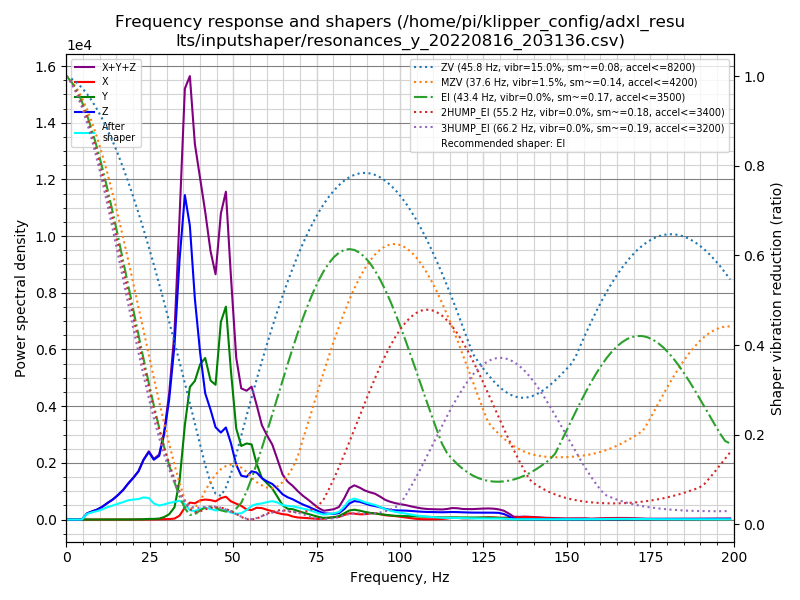 Frequency response and shapers (/home/pi/klipper_config/adxl_resu
lts/inputshaper/resonances_y_20220816_203136.csv)
1e4
X+Y+Z
X
Y
Z
After
shaper
ZV (45.8 Hz, vibr=15.0%, sm~=0.08, accel<=8200)
MZV (37.6 Hz, vibr=1.5%, sm~=0.14, accel<=4200)
EI (43.4 Hz, vibr=0.0%, sm~=0.17, accel<=3500)
2HUMP_EI (55.2 Hz, vibr=0.0%, sm~=0.18, accel<=3400)
3HUMP_EI (66.2 Hz, vibr=0.0%, sm~=0.19, accel<=3200)
Recommended shaper: EI
Power spectral density
1.6
1.4
1.2
1.0
0.8
0.6
0.4
0.2
0.0
0
25
50
75
100
125
150
175
200
Frequency, Hz
1.0
0.8
0.6
0.4
0.2
0.0
Shaper vibration reduction (ratio)